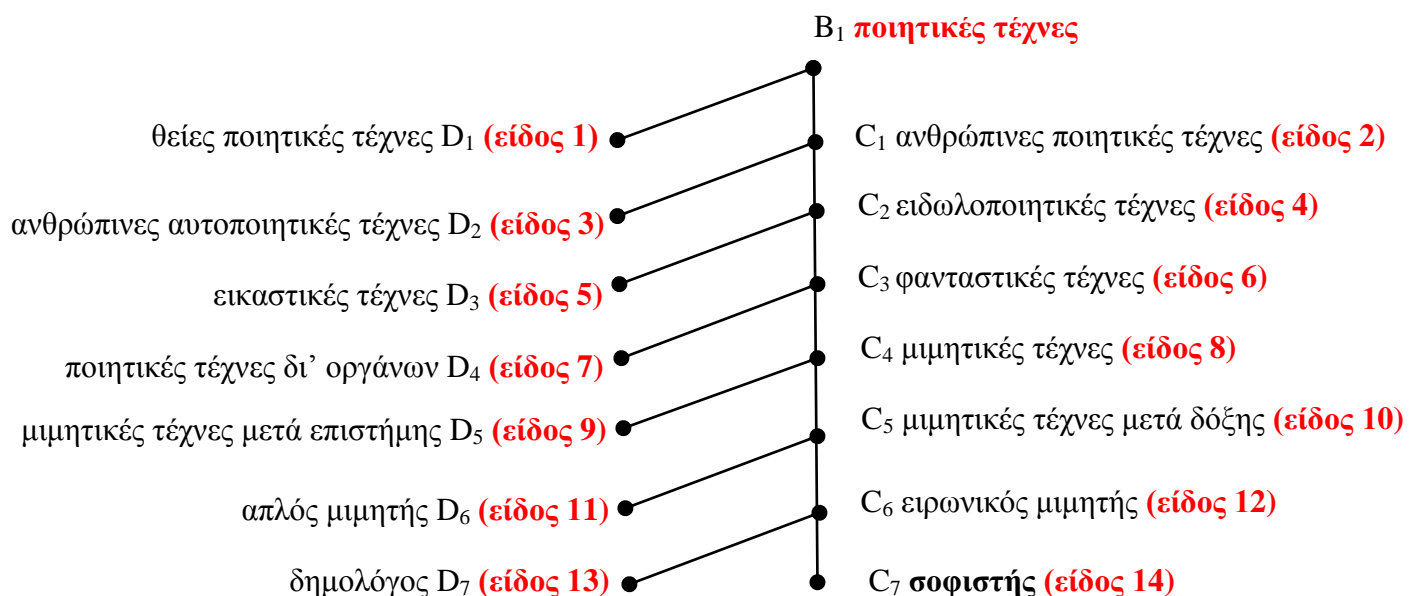 B₁ ποιητικές τέχνες
θείες ποιητικές τέχνες D₁ (είδος 1)
C₁ ανθρώπινες ποιητικές τέχνες (είδος 2)
ανθρώπινες αυτοποιητικές τέχνες D₂ (είδος 3)
C₂ ειδωλοποιητικές τέχνες (είδος 4)
εικαστικές τέχνες D₃ (είδος 5)
C₃ φανταστικές τέχνες (είδος 6)
ποιητικές τέχνες δι’ οργάνων D₄ (είδος 7)
C₄ μιμητικές τέχνες (είδος 8)
μιμητικές τέχνες μετά επιστήμης D₅ (είδος 9)
C₅ μιμητικές τέχνες μετά δόξης (είδος 10)
απλός μιμητής D₆ (είδος 11)
C₆ ειρωνικός μιμητής (είδος 12)
δημολόγος D₇ (είδος 13)
C₇ σοφιστής (είδος 14)